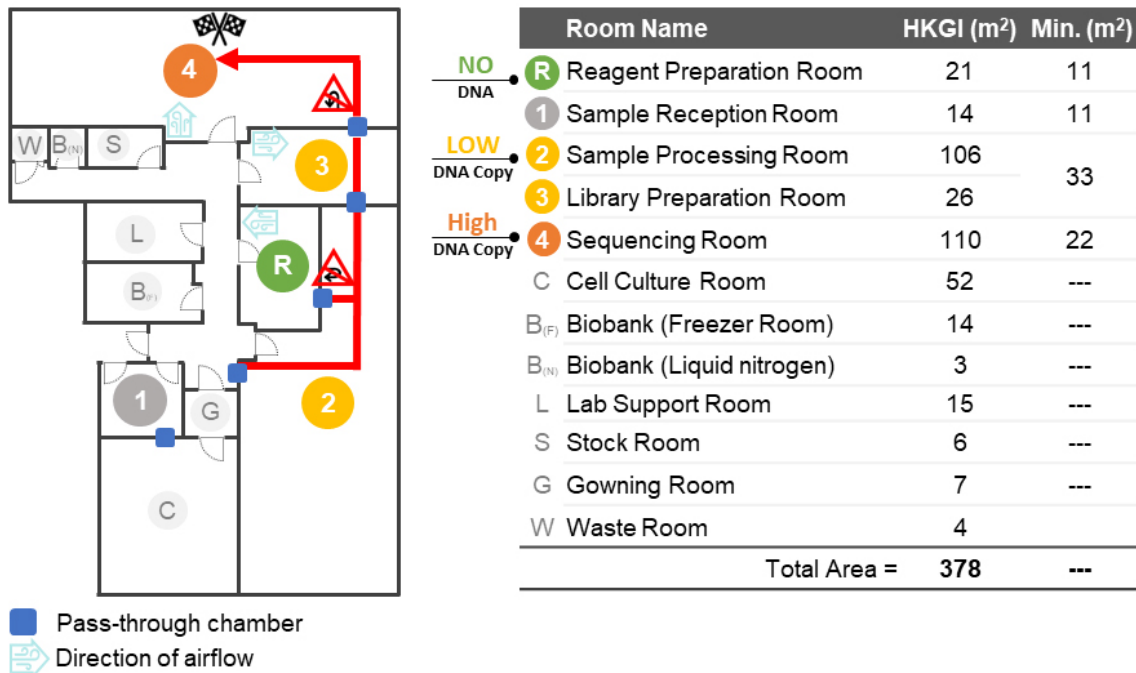 4
W B(N) S
3
L
R
B(F)
1
G
2
C
Pass-through chamber
Direction of airflow
NO
DNA
LOW
DNA Copy
High
DNA Copy
Room Name HKGI (m²) Min. (m²)
R Reagent Preparation Room 21 11
1 Sample Reception Room 14 11
2 Sample Processing Room 106
33
3 Library Preparation Room 26
4 Sequencing Room 110 22
C Cell Culture Room 52 ---
B(F) Biobank (Freezer Room) 14 ---
B(N) Biobank (Liquid nitrogen) 3 ---
L Lab Support Room 15 ---
S Stock Room 6 ---
G Gowning Room 7 ---
W Waste Room 4
Total Area = 378 ---